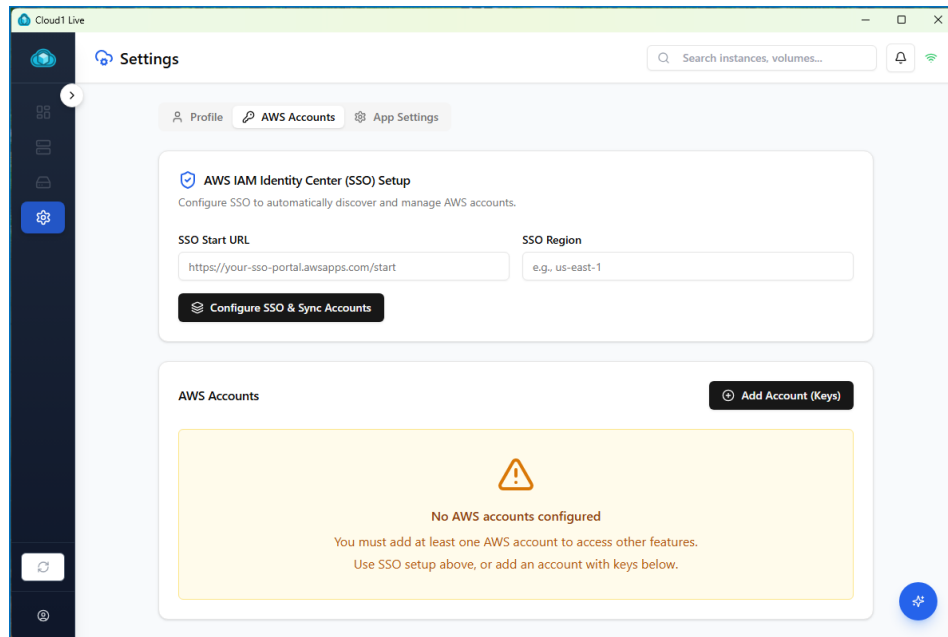 Cloud1 Live
Settings
Search instances, volumes...
Profile
AWS Accounts
App Settings
AWS IAM Identity Center (SSO) Setup
Configure SSO to automatically discover and manage AWS accounts.
SSO Start URL
SSO Region
https://your-sso-portal.awsapps.com/start
e.g., us-east-1
Configure SSO & Sync Accounts
AWS Accounts
Add Account (Keys)
No AWS accounts configured
You must add at least one AWS account to access other features.
Use SSO setup above, or add an account with keys below.